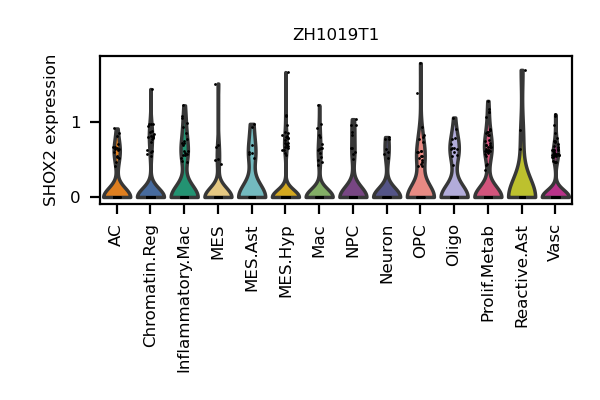 ZH1019T1
SHOX2 expression
1
0
AC
Chromatin.Reg
Inflammatory.Mac
MES
MES.Ast
MES.Hyp
Mac
NPC
Neuron
OPC
Oligo
Prolif.Metab
Reactive.Ast
Vasc